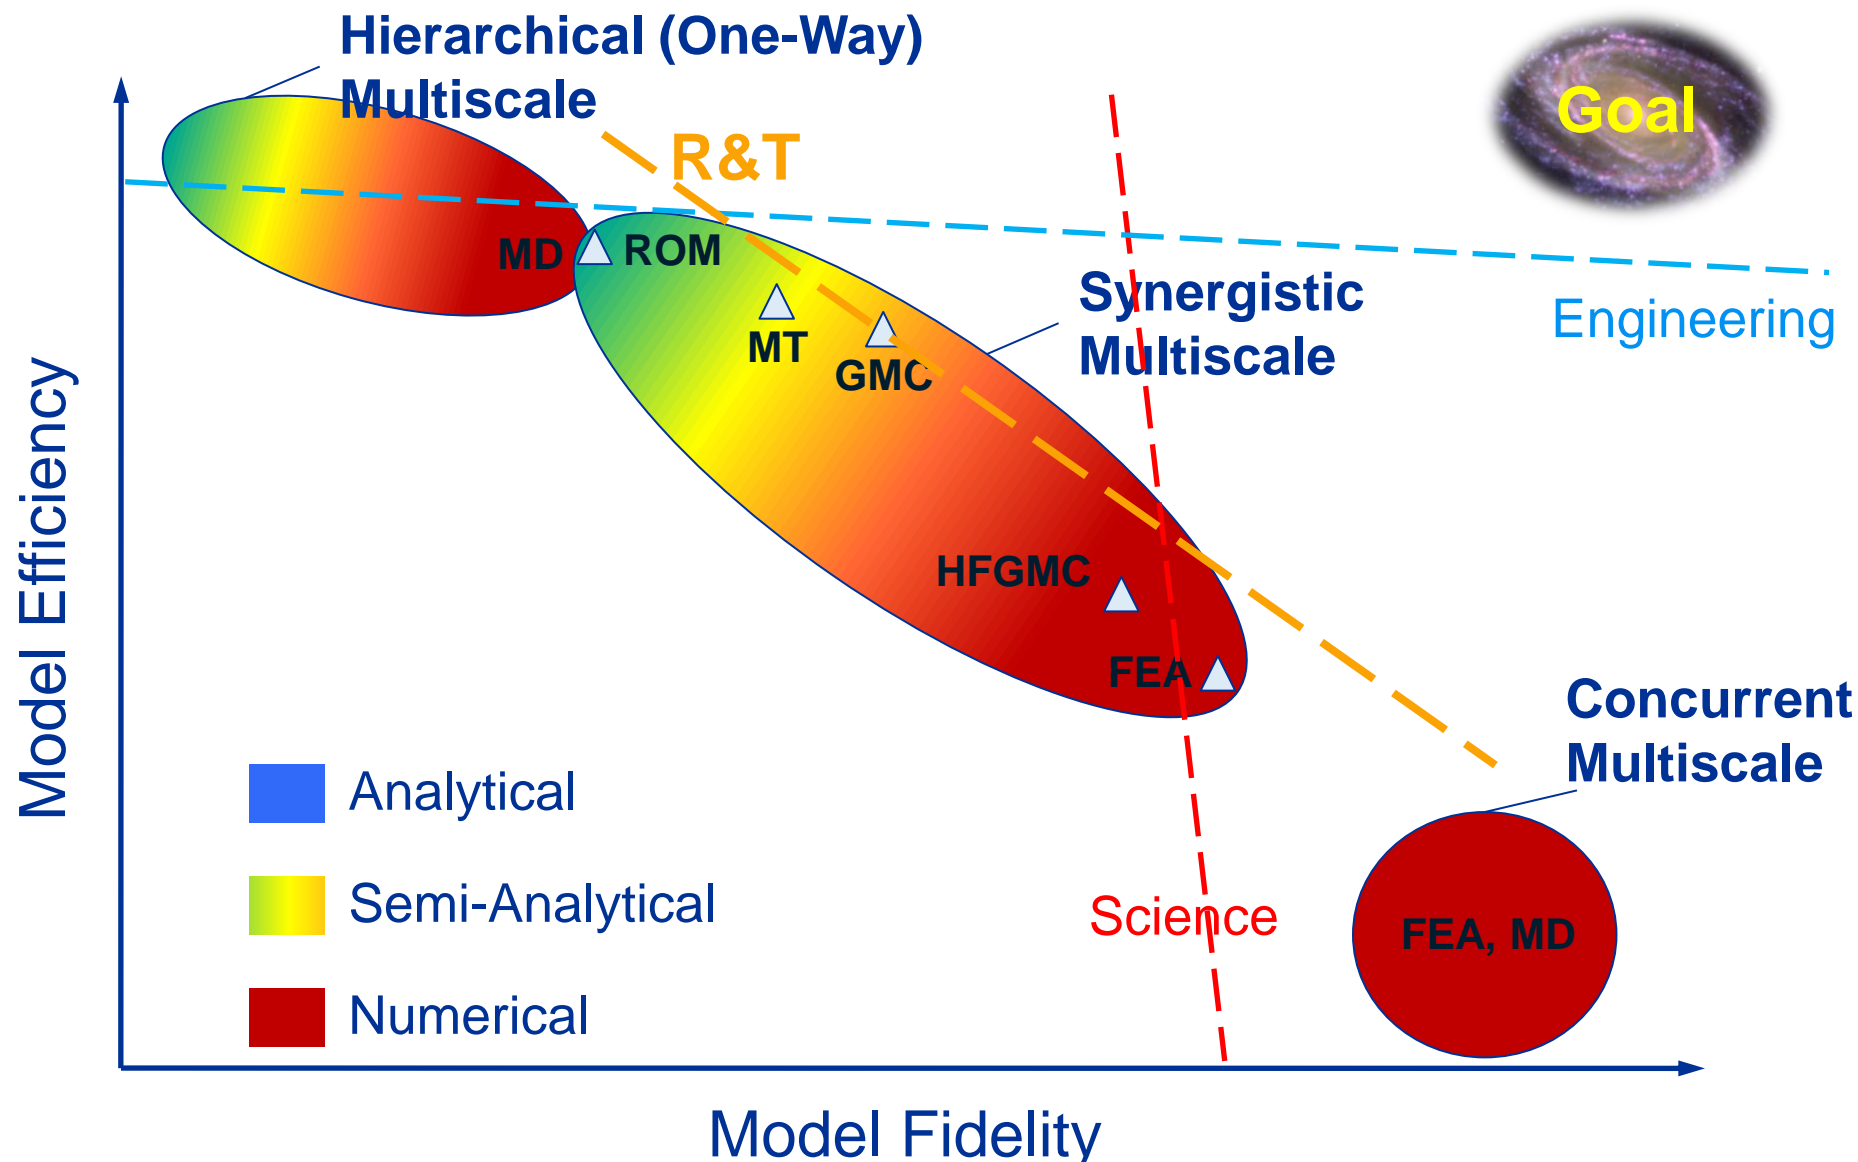 Hierarchical (One-Way)
Multiscale
Goal
R&T
MD
ROM
Synergistic
Multiscale
Engineering
MT
GMC
Model Efficiency
HFGMC
FEA
Concurrent
Multiscale
Analytical
Semi-Analytical
Science
FEA, MD
Numerical
Model Fidelity